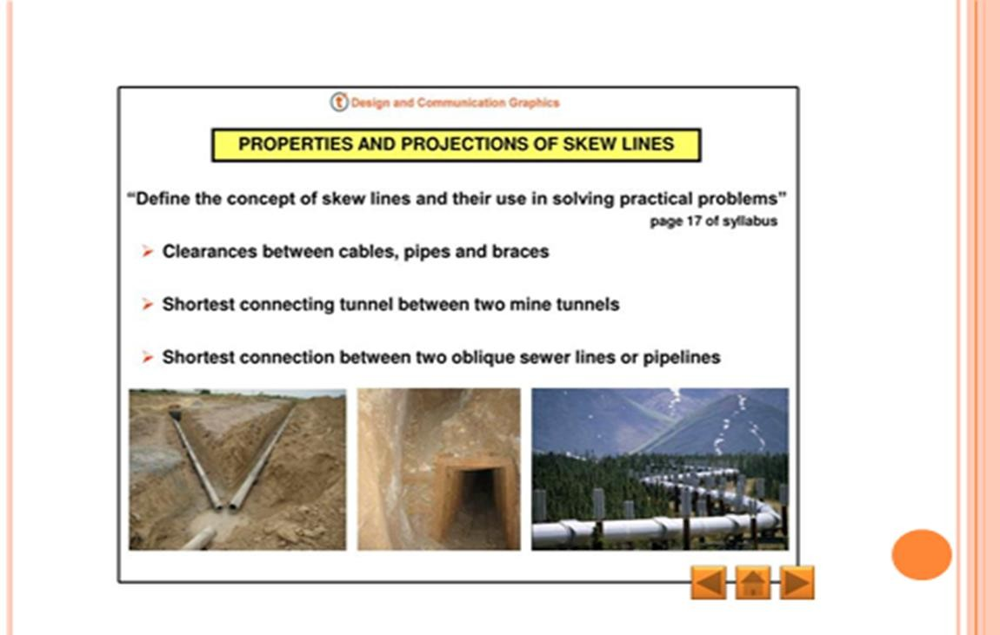 Design and Communication Graphics
PROPERTIES AND PROJECTIONS OF SKEW LINES
“Define the concept of skew lines and their use in solving practical problems”
page 17 of syllabus
Clearances between cables, pipes and braces
Shortest connecting tunnel between two mine tunnels
Shortest connection between two oblique sewer lines or pipelines